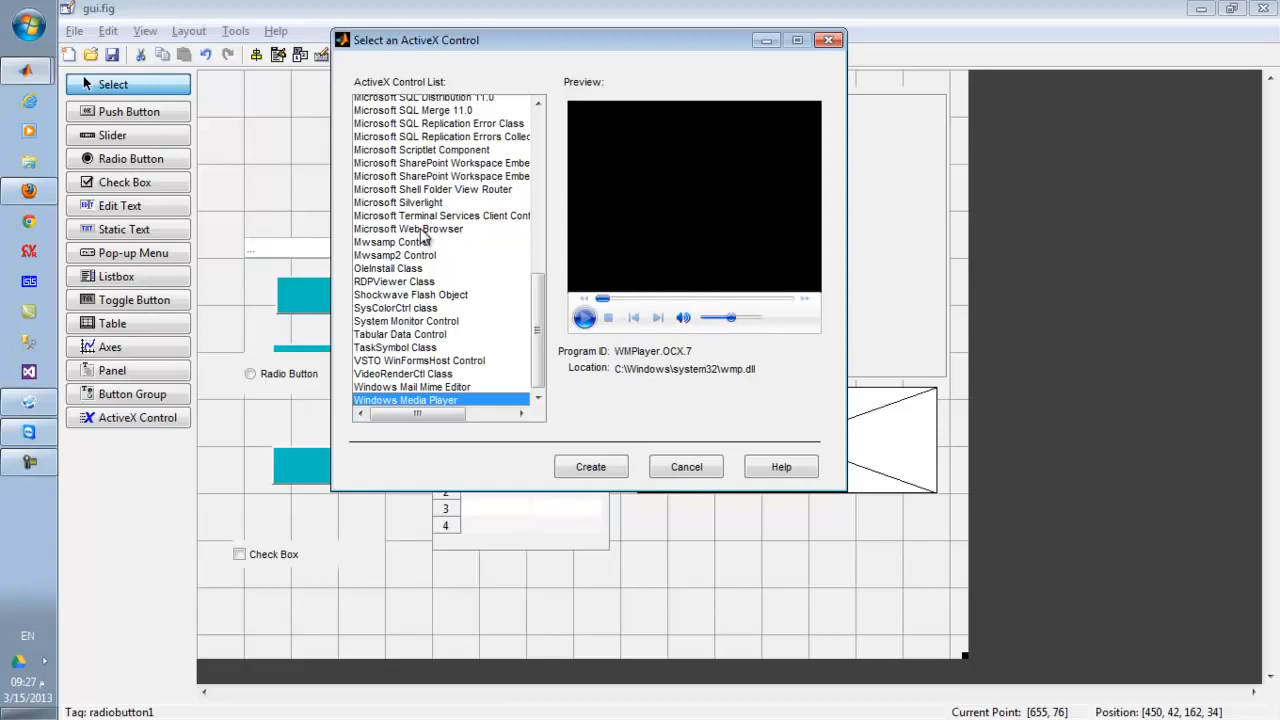 gui.fig
File Edit View Layout Tools Help
Select an ActiveX Control
ActiveX Control List:
Preview:
Select
Push Button
Slider
Radio Button
Check Box
Edit Text
Static Text
Pop-up Menu
Listbox
Toggle Button
Table
Axes
Panel
Button Group
ActiveX Control
...
Radio Button
Check Box
Microsoft SQL Distribution 11.0
Microsoft SQL Merge 11.0
Microsoft SQL Replication Error Class
Microsoft SQL Replication Errors Collec
Microsoft Scriptlet Component
Microsoft SharePoint Workspace Embe
Microsoft SharePoint Workspace Embe
Microsoft Shell Folder View Router
Microsoft Silverlight
Microsoft Terminal Services Client Cont
Microsoft Web Browser
Mwsamp Control
Mwsamp2 Control
OleInstall Class
RDPViewer Class
Shockwave Flash Object
SysColorCtrl class
System Monitor Control
Tabular Data Control
TaskSymbol Class
VSTO WinFormsHost Control
VideoRenderCtl Class
Windows Mail Mime Editor
Windows Media Player
Program ID: WMPlayer.OCX.7
Location: C:\Windows\system32\wmp.dll
Create Cancel Help
2
3
4
EN
09:27 م
3/15/2013
Tag: radiobutton1
Current Point: [655, 76]
Position: [450, 42, 162, 34]